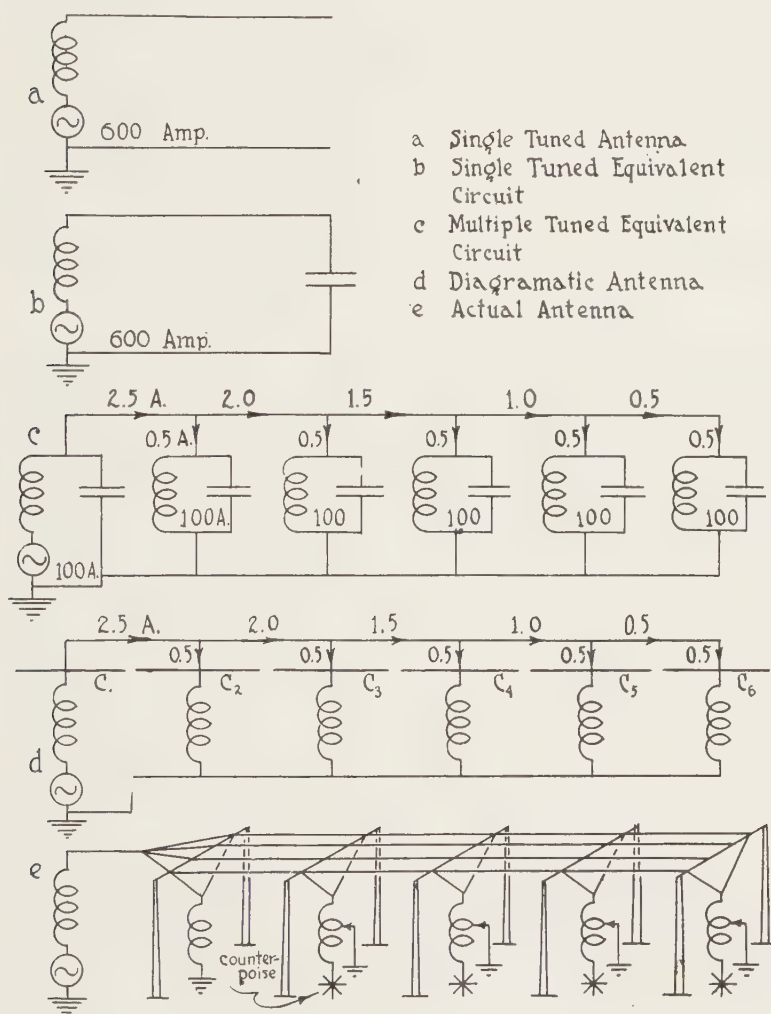 a
600 Amp.
a Single Tuned Antenna
b Single Tuned Equivalent
Circuit
c Multiple Tuned Equivalent
Circuit
d Diagramatic Antenna
e Actual Antenna
b
600 Amp.
2.5 A. 2.0 1.5 1.0 0.5
c
0.5 A. 0.5 0.5 0.5 0.5
100A. 100A. 100 100 100 100
2.5 A. 2.0 1.5 1.0 0.5
0.5 0.5 0.5 0.5 0.5
C. C2 C3 C4 C5 C6
d
e
counter-
poise